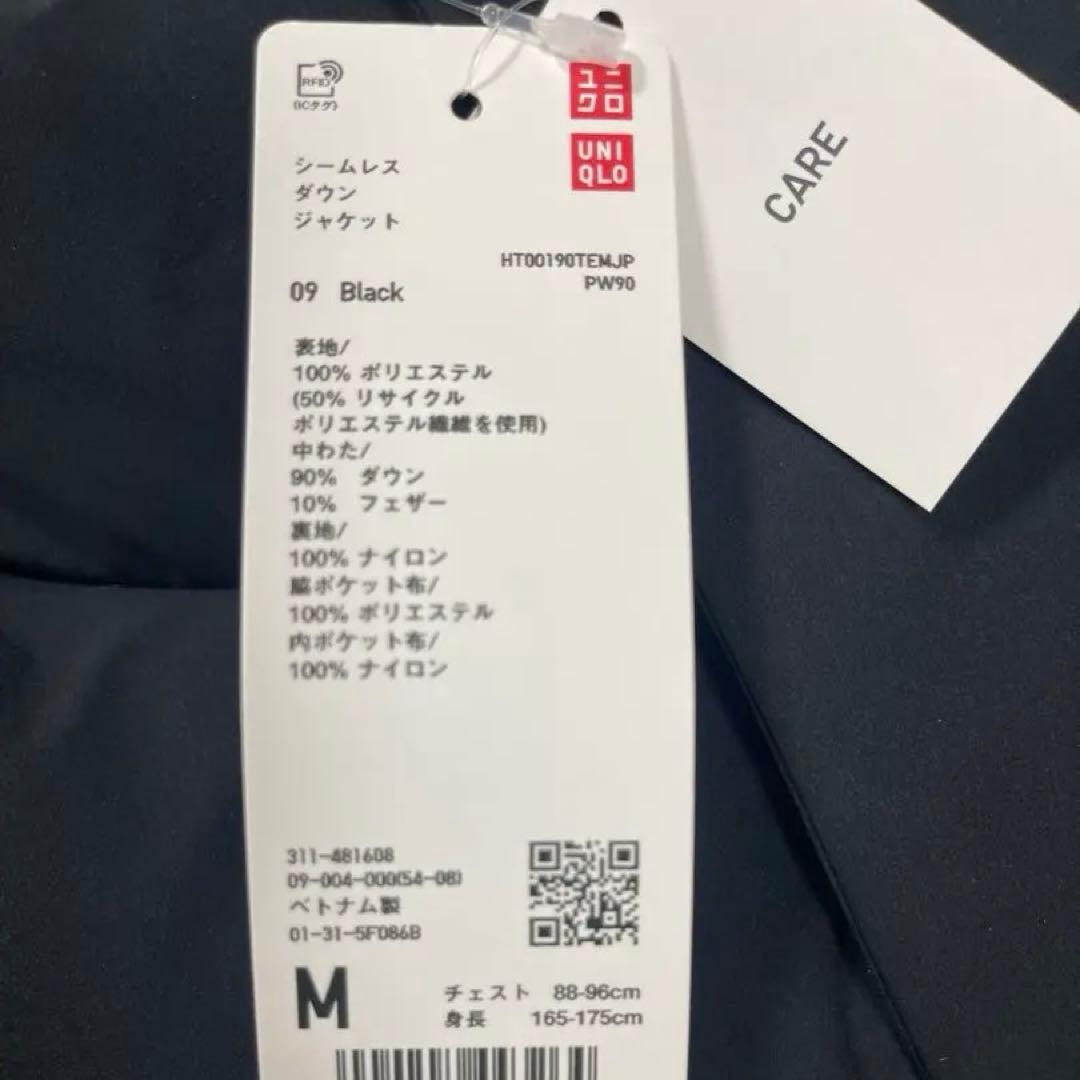 RFID
(ICタグ)
ユニ
クロ
UNI
QLO
CARE
シームレス
ダウン
ジャケット
HT00190TEMJP
PW90
09 Black
表地/
100% ポリエステル
(50% リサイクル
ポリエステル繊維を使用)
中わた/
90% ダウン
10% フェザー
裏地/
100% ナイロン
脇ポケット布/
100% ポリエステル
内ポケット布/
100% ナイロン
311-481608
09-004-000(54-08)
ベトナム製
01-31-5F086B
M
チェスト 88-96cm
身長 165-175cm